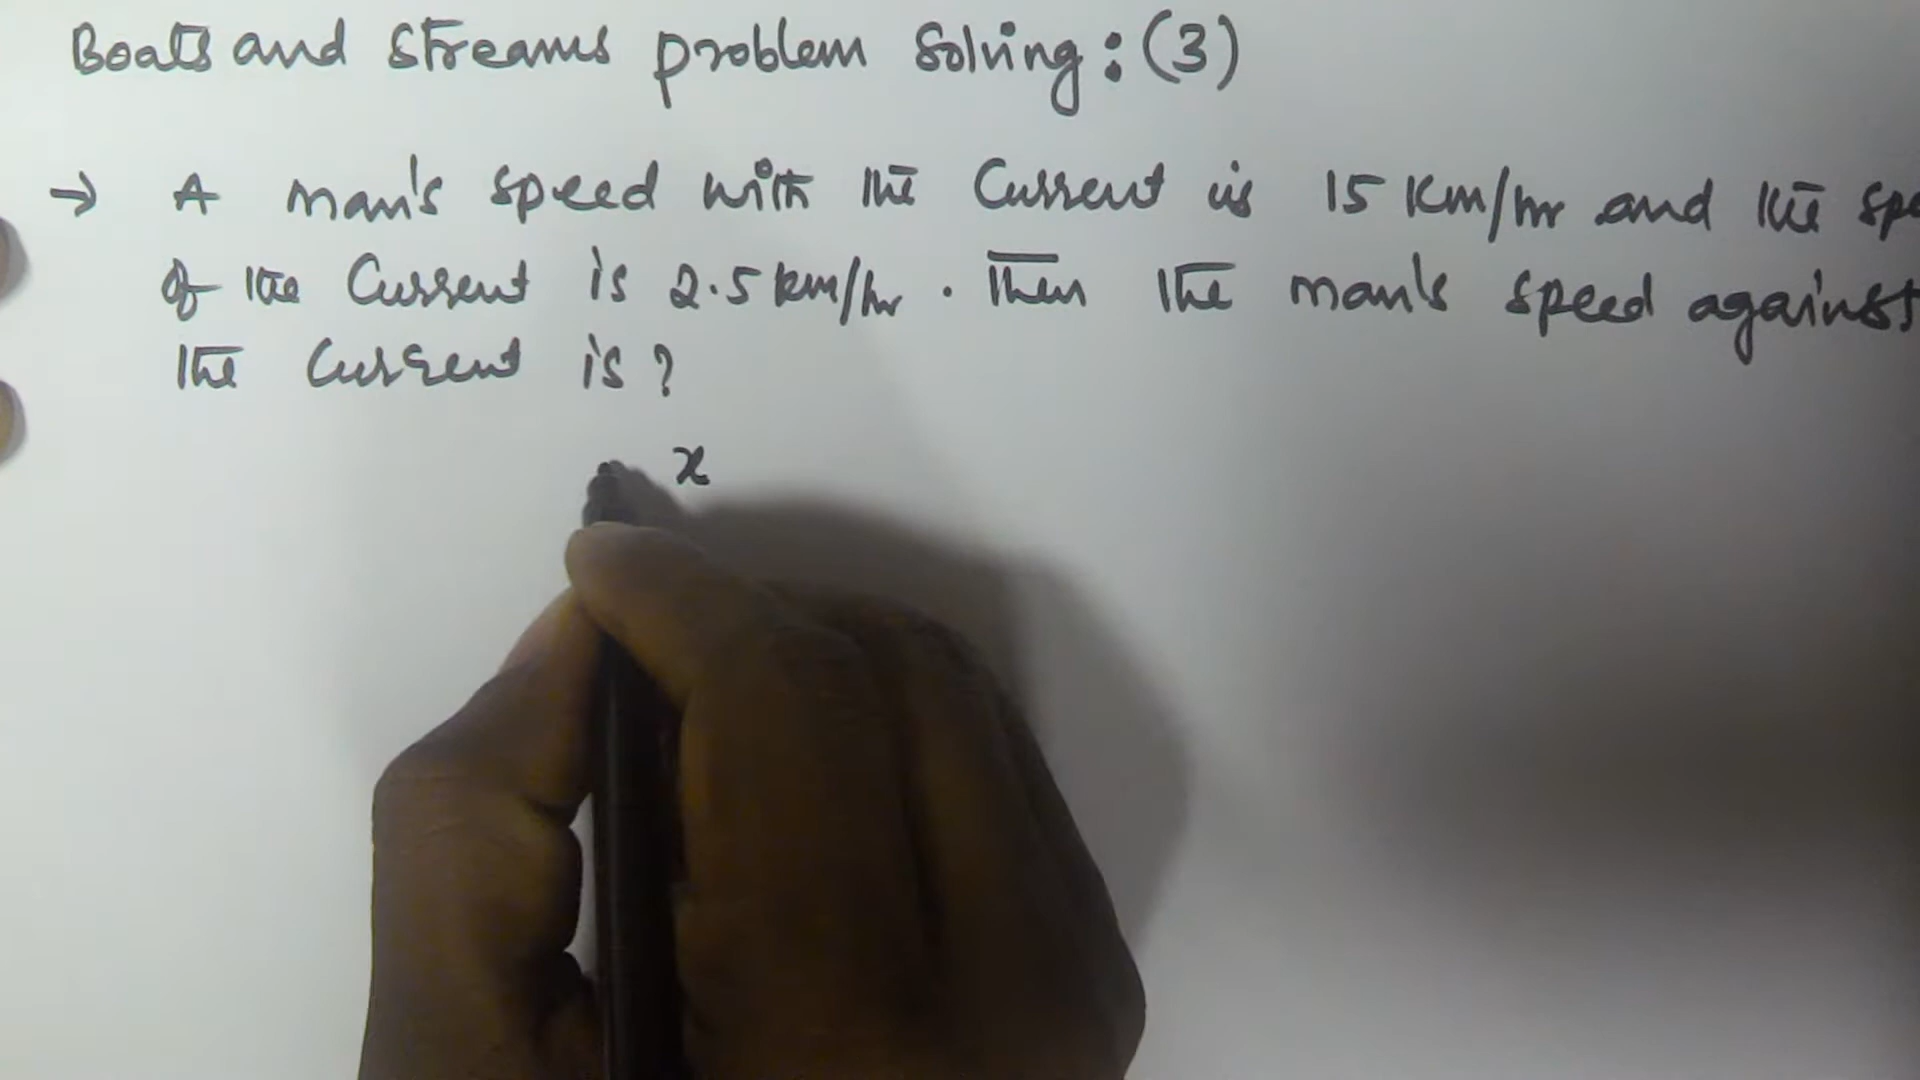 Boats and streams problem solving : (3)
→ A man's speed with the Current is 15 Km/hr and the spe
of the Current is 2.5 km/hr . Then the man's speed against
the Current is ?
x